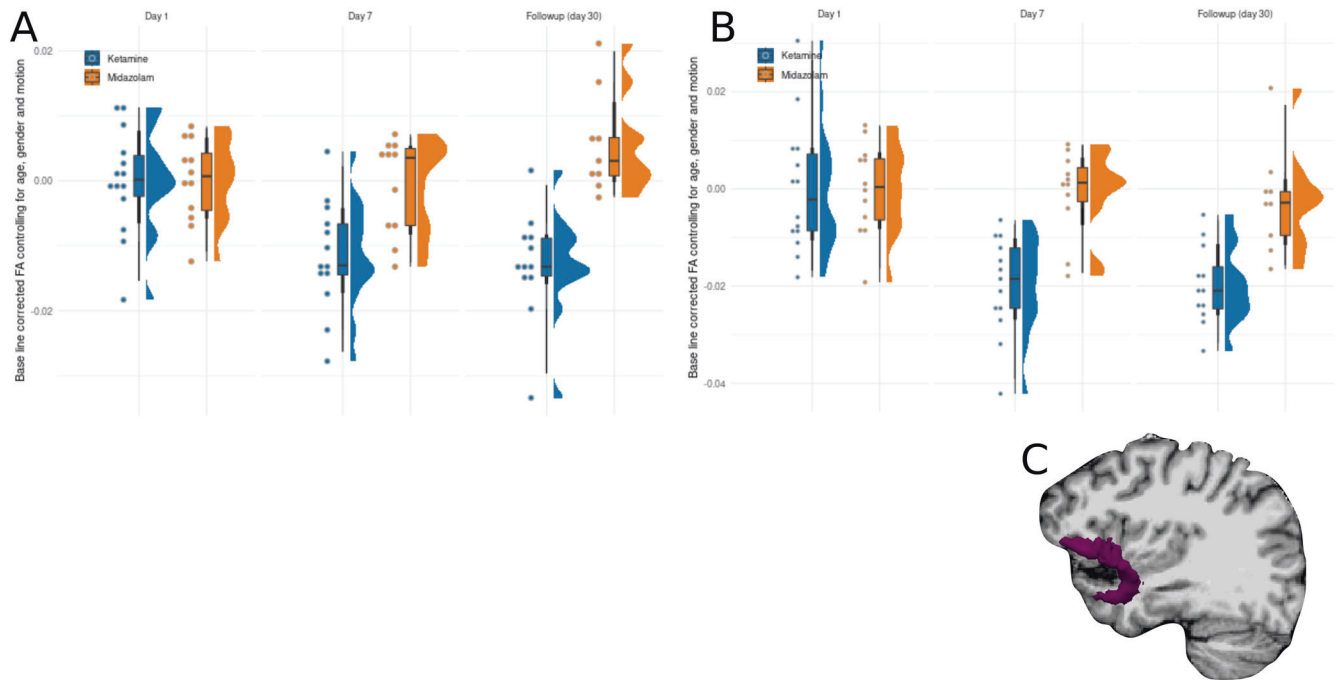 A
Day 1
Day 7
Followup (day 30)
Base line corrected FA controlling for age, gender and motion
0.02
0.00
-0.02
Ketamine
Midazolam
B
Day 1
Day 7
Followup (day 30)
Base line corrected FA controlling for age, gender and motion
0.02
0.00
-0.02
-0.04
Ketamine
Midazolam
C